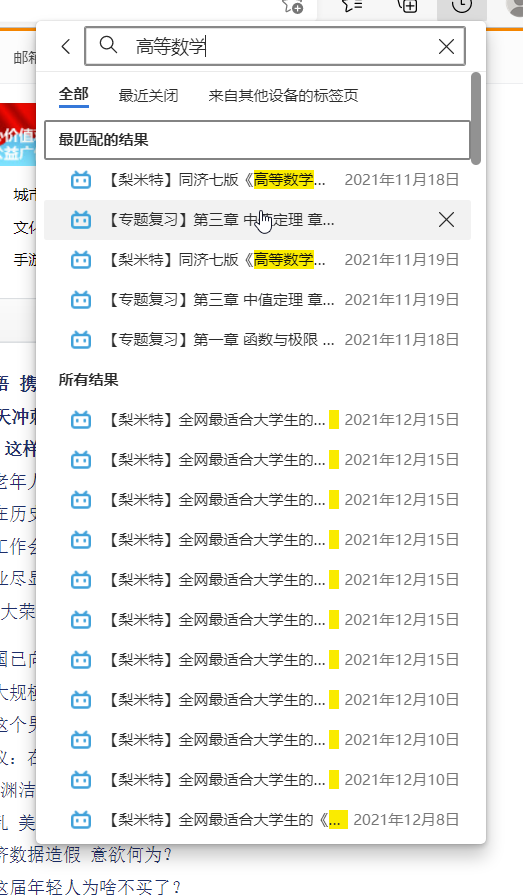 邮箱
高等数学
全部 最近关闭 来自其他设备的标签页
心价值观
公益广
城市
文化
手游
最匹配的结果
【梨米特】同济七版《高等数学... 2021年11月18日
【专题复习】第三章 中值定理 章...
【梨米特】同济七版《高等数学... 2021年11月19日
【专题复习】第三章 中值定理 章... 2021年11月19日
【专题复习】第一章 函数与极限 ... 2021年11月18日
所有结果
【梨米特】全网最适合大学生的... 2021年12月15日
【梨米特】全网最适合大学生的... 2021年12月15日
【梨米特】全网最适合大学生的... 2021年12月15日
【梨米特】全网最适合大学生的... 2021年12月15日
【梨米特】全网最适合大学生的... 2021年12月15日
【梨米特】全网最适合大学生的... 2021年12月15日
【梨米特】全网最适合大学生的... 2021年12月15日
【梨米特】全网最适合大学生的... 2021年12月10日
【梨米特】全网最适合大学生的... 2021年12月10日
【梨米特】全网最适合大学生的... 2021年12月10日
【梨米特】全网最适合大学生的《... 2021年12月8日
携
天冲刺
这样
老年人
在历史
工作会
业尽显
大荣
国已向
大规模
这个男
议：在
渊洁
札 美
济数据造假 意欲何为？
这届年轻人为啥不买了？